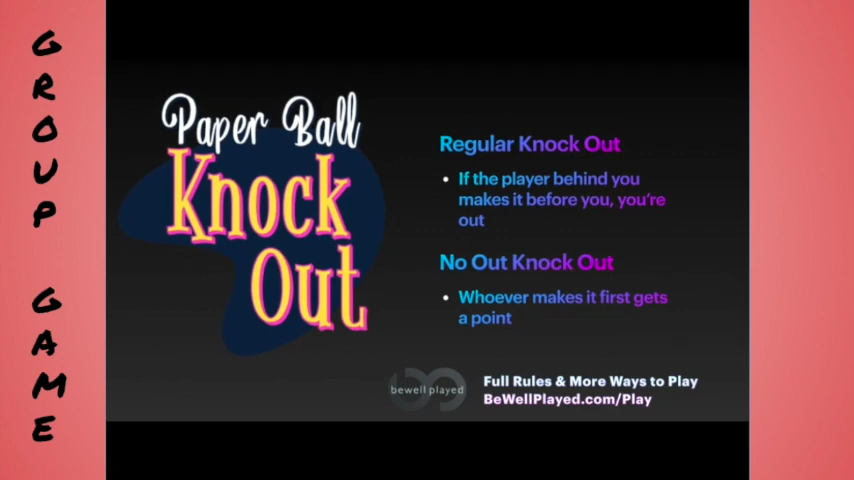 GROUP GAME
Paper Ball
Knock
Out
Regular Knock Out
• If the player behind you
makes it before you, you're
out
No Out Knock Out
• Whoever makes it first gets
a point
bewell played
Full Rules & More Ways to Play
BeWellPlayed.com/Play